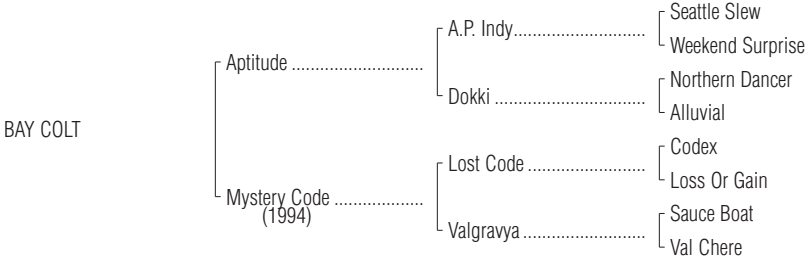 Seattle Slew
A.P. Indy..............................
Weekend Surprise
Aptitude ............................
Northern Dancer
Dokki ................................
Alluvial
BAY COLT
Codex
Lost Code .........................
Loss Or Gain
Mystery Code ...................
(1994)
Sauce Boat
Valgravya ..........................
Val Chere